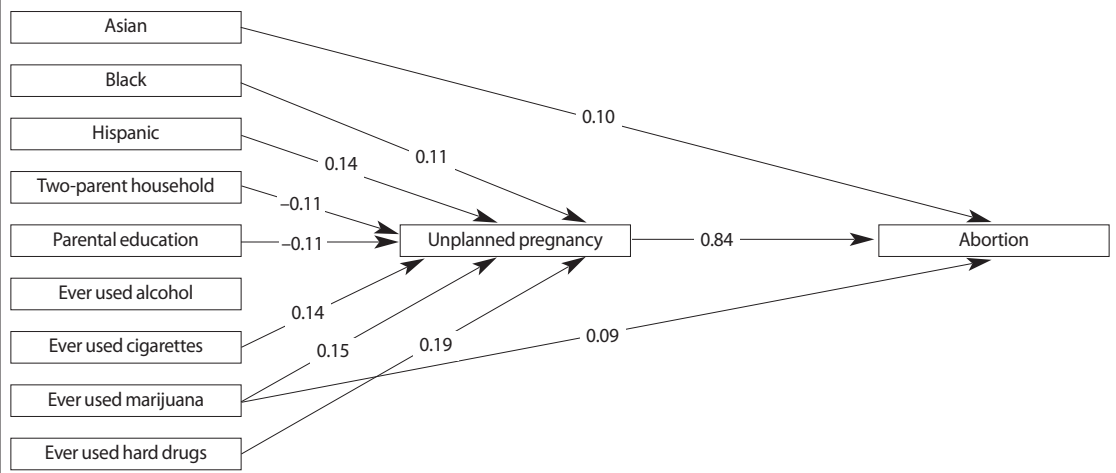 Asian
Black
0.10
Hispanic
0.14
0.11
Two-parent household
–0.11
Parental education
–0.11
Unplanned pregnancy
0.84
Abortion
Ever used alcohol
0.14
Ever used cigarettes
0.15
0.19
0.09
Ever used marijuana
Ever used hard drugs